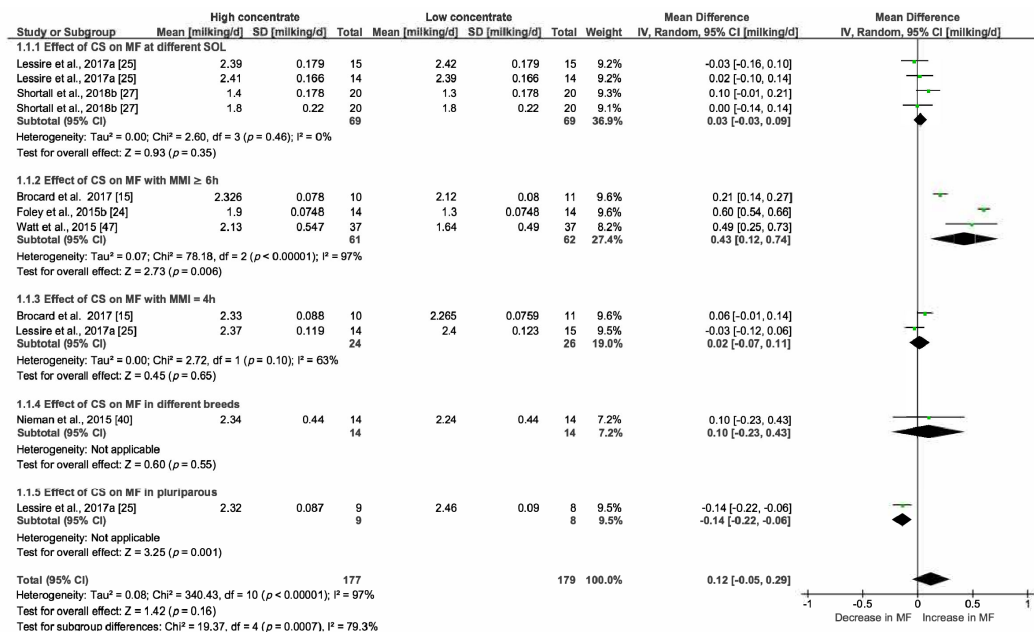 High concentrate Low concentrate Mean Difference Mean Difference
Study or Subgroup Mean [milking/d] SD [milking/d] Total Mean [milking/d] SD [milking/d] Total Weight IV, Random, 95% CI [milking/d] IV, Random, 95% CI [milking/d]
1.1.1 Effect of CS on MF at different SOL
Lessire et al., 2017a [25] 2.39 0.179 15 2.42 0.179 15 9.2% -0.03 [-0.16, 0.10]
Lessire et al., 2017a [25] 2.41 0.166 14 2.39 0.166 14 9.2% 0.02 [-0.10, 0.14]
Shortall et al., 2018b [27] 1.4 0.178 20 1.3 0.178 20 9.3% 0.10 [-0.01, 0.21]
Shortall et al., 2018b [27] 1.8 0.22 20 1.8 0.22 20 9.1% 0.00 [-0.14, 0.14]
Subtotal (95% CI) 69 69 36.9% 0.03 [-0.03, 0.09]
Heterogeneity: Tau² = 0.00; Chi² = 2.60, df = 3 (p = 0.46); I² = 0%
Test for overall effect: Z = 0.93 (p = 0.35)
1.1.2 Effect of CS on MF with MMI ≥ 6h
Brocard et al. 2017 [15] 2.326 0.078 10 2.12 0.08 11 9.6% 0.21 [0.14, 0.27]
Foley et al., 2015b [24] 1.9 0.0748 14 1.3 0.0748 14 9.6% 0.60 [0.54, 0.66]
Watt et al., 2015 [47] 2.13 0.547 37 1.64 0.49 37 8.2% 0.49 [0.25, 0.73]
Subtotal (95% CI) 61 62 27.4% 0.43 [0.12, 0.74]
Heterogeneity: Tau² = 0.07; Chi² = 78.18, df = 2 (p < 0.00001); I² = 97%
Test for overall effect: Z = 2.73 (p = 0.006)
1.1.3 Effect of CS on MF with MMI = 4h
Brocard et al. 2017 [15] 2.33 0.088 10 2.265 0.0759 11 9.6% 0.06 [-0.01, 0.14]
Lessire et al., 2017a [25] 2.37 0.119 14 2.4 0.123 15 9.5% -0.03 [-0.12, 0.06]
Subtotal (95% CI) 24 26 19.0% 0.02 [-0.07, 0.11]
Heterogeneity: Tau² = 0.00; Chi² = 2.72, df = 1 (p = 0.10); I² = 63%
Test for overall effect: Z = 0.45 (p = 0.65)
1.1.4 Effect of CS on MF in different breeds
Nieman et al., 2015 [40] 2.34 0.44 14 2.24 0.44 14 7.2% 0.10 [-0.23, 0.43]
Subtotal (95% CI) 14 14 7.2% 0.10 [-0.23, 0.43]
Heterogeneity: Not applicable
Test for overall effect: Z = 0.60 (p = 0.55)
1.1.5 Effect of CS on MF in pluriparous
Lessire et al., 2017a [25] 2.32 0.087 9 2.46 0.09 8 9.5% -0.14 [-0.22, -0.06]
Subtotal (95% CI) 9 8 9.5% -0.14 [-0.22, -0.06]
Heterogeneity: Not applicable
Test for overall effect: Z = 3.25 (p = 0.001)
Total (95% CI) 177 179 100.0% 0.12 [-0.05, 0.29]
Heterogeneity: Tau² = 0.08; Chi² = 340.43, df = 10 (p < 0.00001); I² = 97%
Test for overall effect: Z = 1.42 (p = 0.16)
Test for subgroup differences: Chi² = 19.37, df = 4 (p = 0.0007), I² = 79.3%
-1 -0.5 0 0.5 1
Decrease in MF Increase in MF